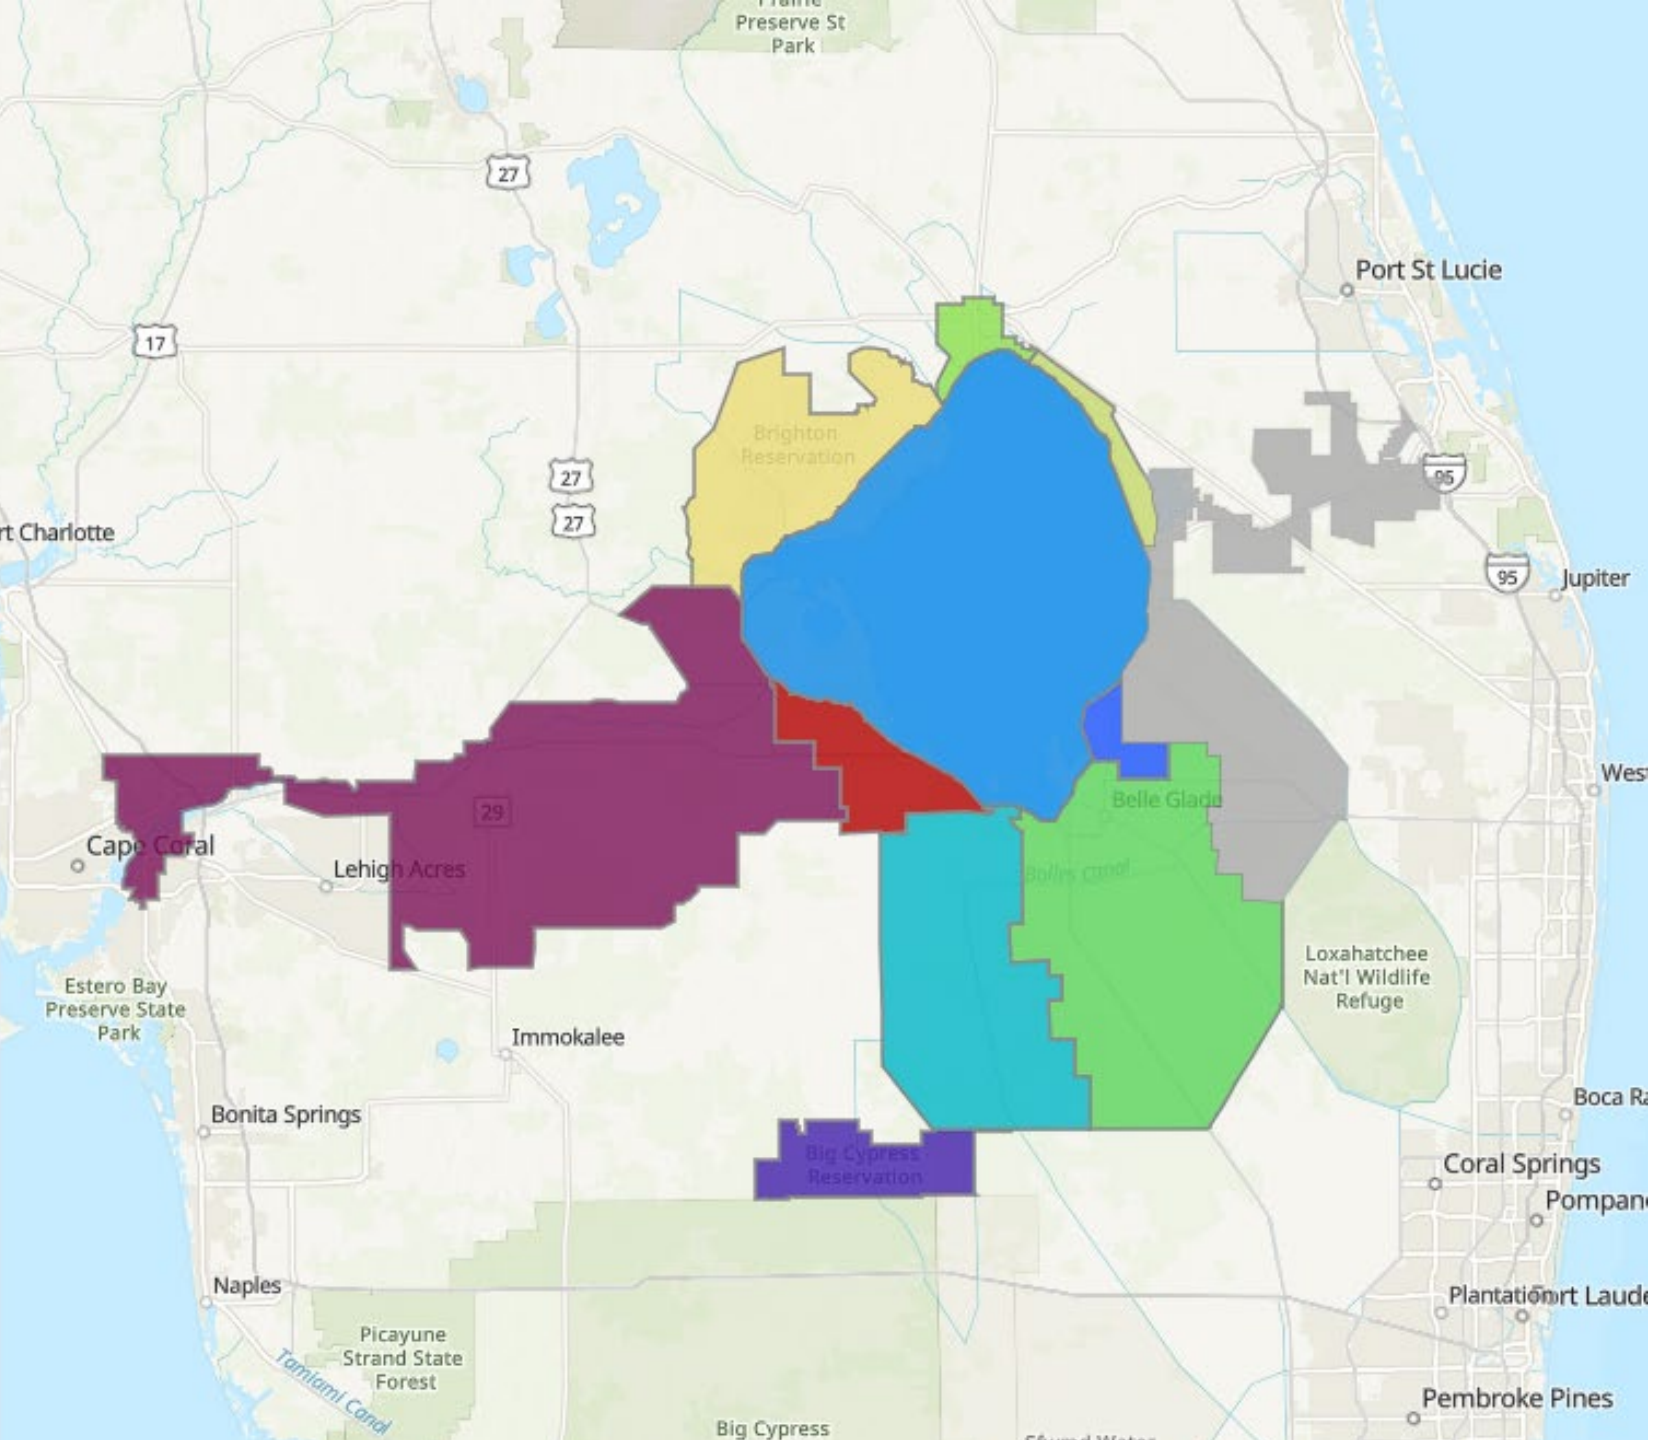 Prairie
Preserve St
Park
27
Port St Lucie
17
Brighton
Reservation
27
27
95
rt Charlotte
95
Jupiter
West
29
Belle Glade
Cape Coral
Lehigh Acres
Bolles canal
Loxahatchee
Nat'l Wildlife
Refuge
Estero Bay
Preserve State
Park
Immokalee
Boca Ra
Bonita Springs
Big Cypress
Reservation
Coral Springs
Pompano
Naples
Plantation
Fort Laude
Picayune
Strand State
Forest
Tamiami Canal
Pembroke Pines
Big Cypress